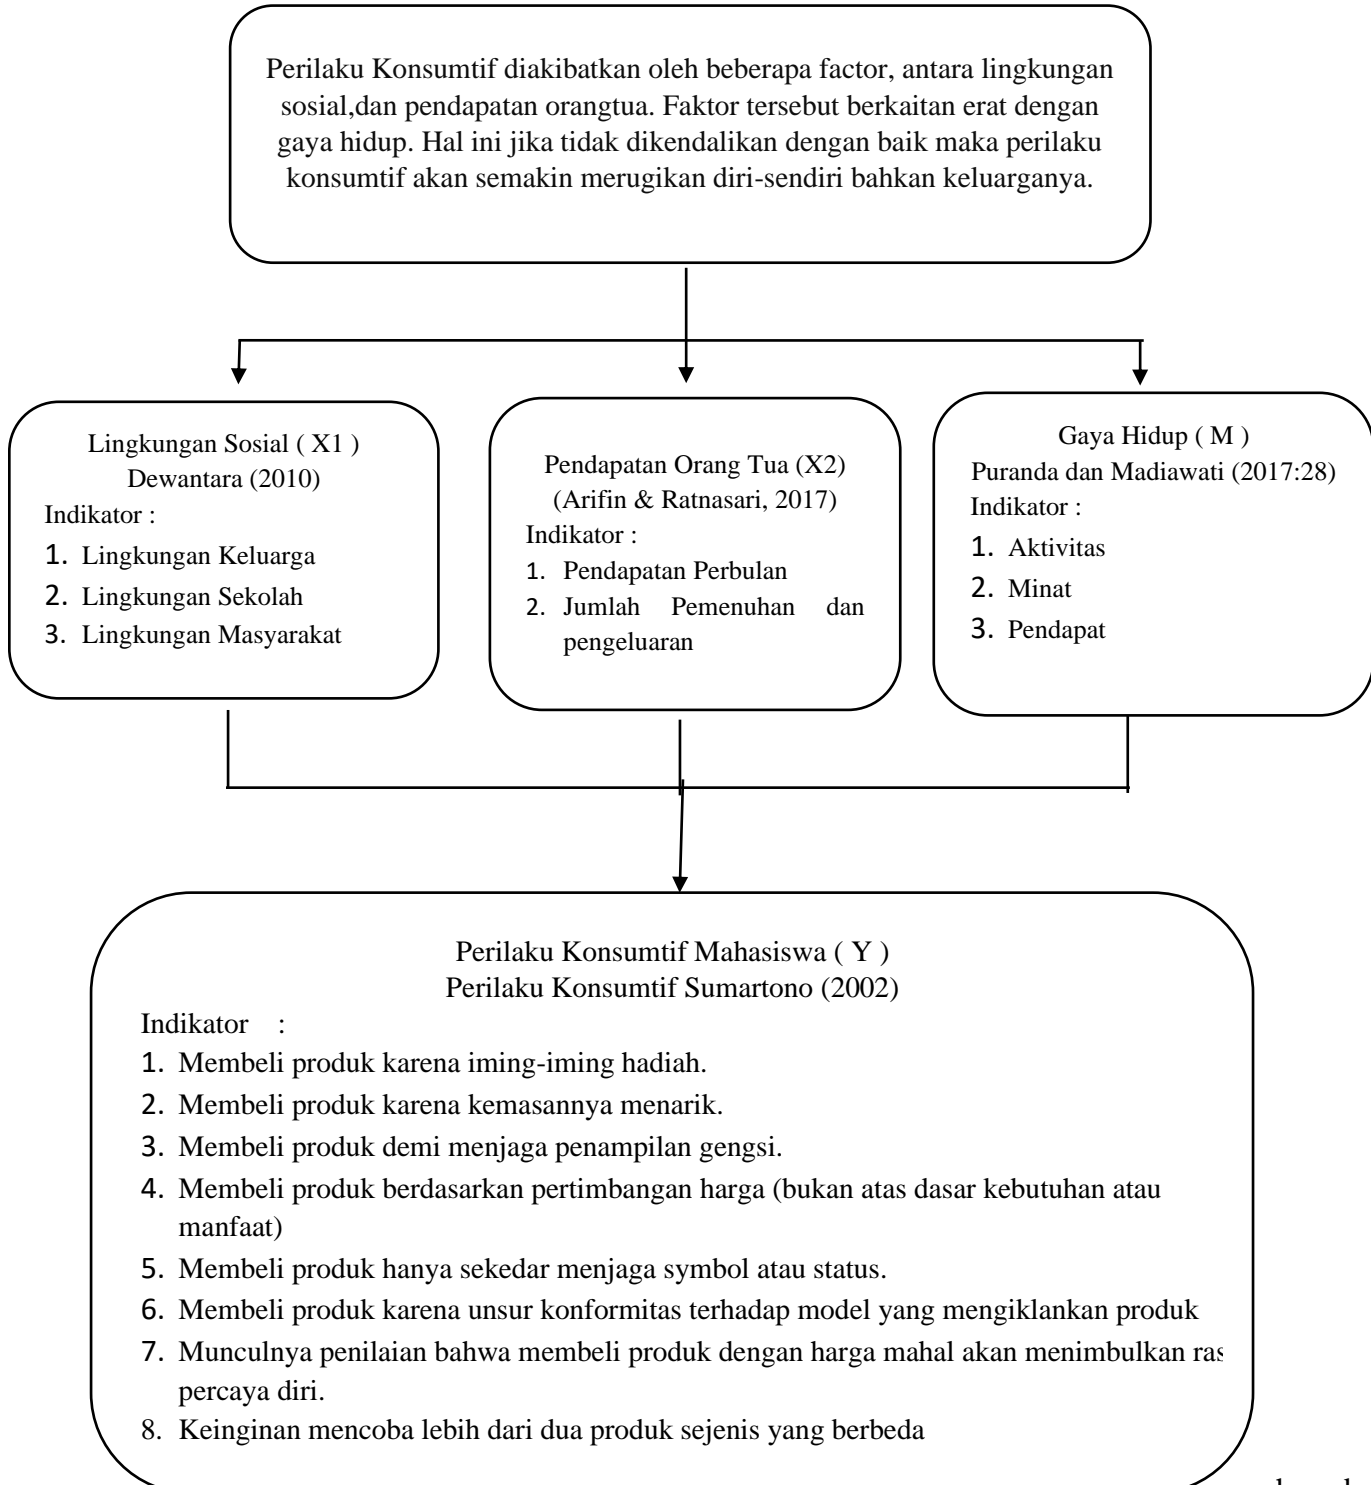 Perilaku Konsumtif diakibatkan oleh beberapa factor, antara lingkungan
sosial,dan pendapatan orangtua. Faktor tersebut berkaitan erat dengan
gaya hidup. Hal ini jika tidak dikendalikan dengan baik maka perilaku
konsumtif akan semakin merugikan diri-sendiri bahkan keluarganya.
Lingkungan Sosial ( X1 )
Dewantara (2010)
Indikator :
1. Lingkungan Keluarga
2. Lingkungan Sekolah
3. Lingkungan Masyarakat
Pendapatan Orang Tua (X2)
(Arifin & Ratnasari, 2017)
Indikator :
1. Pendapatan Perbulan
2. Jumlah Pemenuhan dan
pengeluaran
Gaya Hidup ( M )
Puranda dan Madiawati (2017:28)
Indikator :
1. Aktivitas
2. Minat
3. Pendapat
Perilaku Konsumtif Mahasiswa ( Y )
Perilaku Konsumtif Sumartono (2002)
Indikator :
1. Membeli produk karena iming-iming hadiah.
2. Membeli produk karena kemasannya menarik.
3. Membeli produk demi menjaga penampilan gengsi.
4. Membeli produk berdasarkan pertimbangan harga (bukan atas dasar kebutuhan atau
manfaat)
5. Membeli produk hanya sekedar menjaga symbol atau status.
6. Membeli produk karena unsur konformitas terhadap model yang mengiklankan produk
7. Munculnya penilaian bahwa membeli produk dengan harga mahal akan menimbulkan ras
percaya diri.
8. Keinginan mencoba lebih dari dua produk sejenis yang berbeda